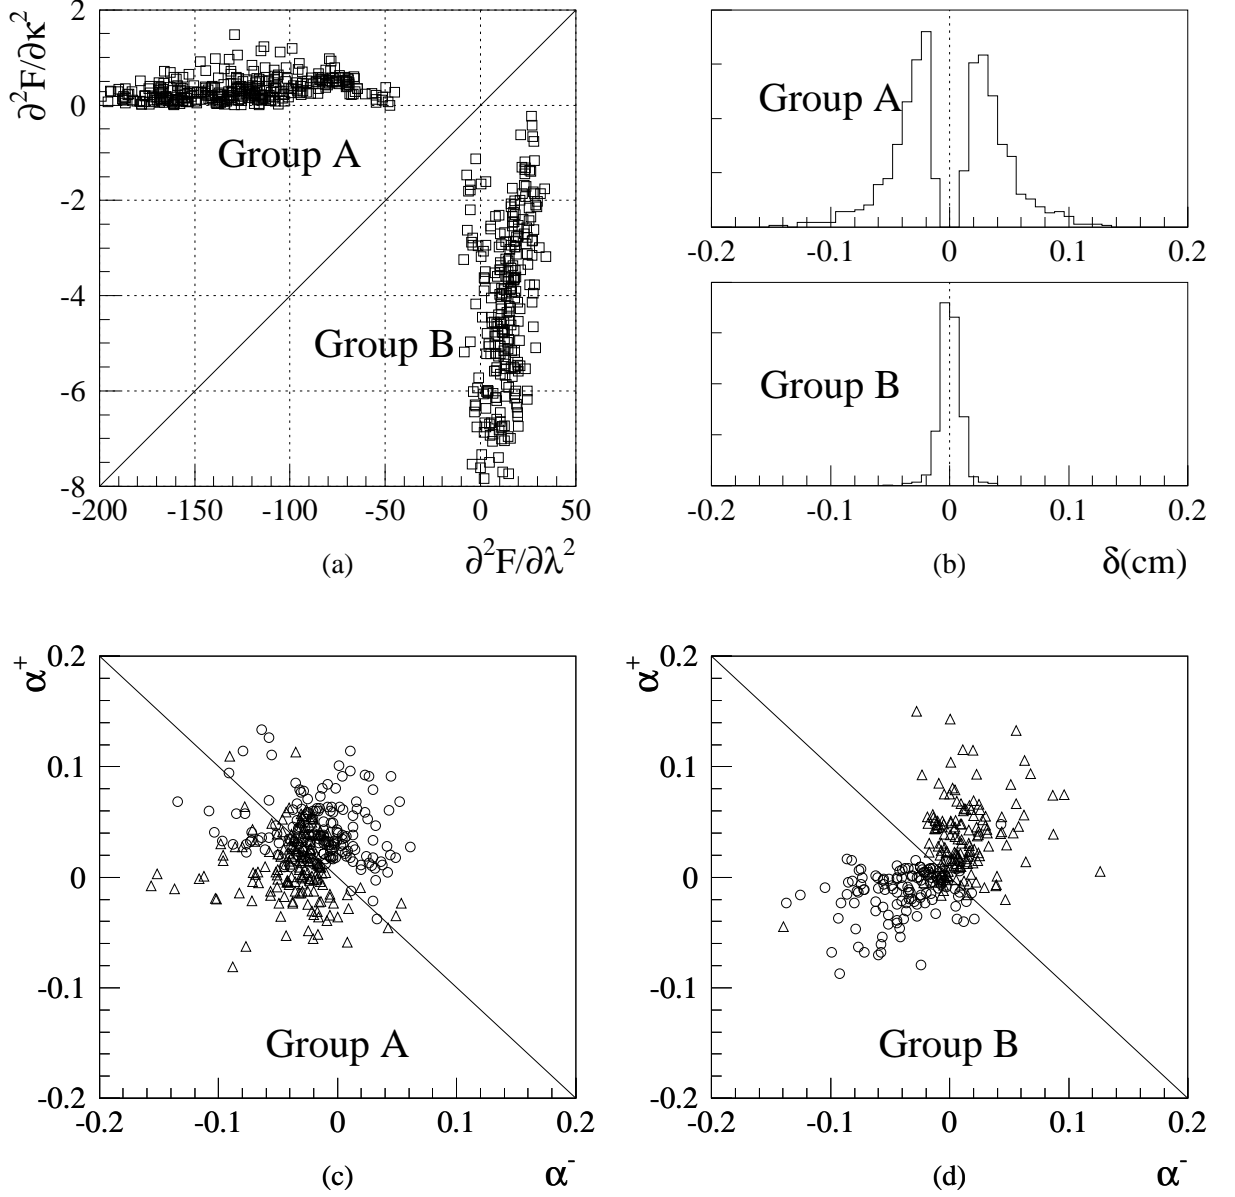 ∂²F/∂κ²
2
0
-2
-4
-6
-8
Group A
Group B
-200 -150 -100 -50 0 50
(a) ∂²F/∂λ²
Group A
-0.2 -0.1 0 0.1 0.2
Group B
-0.2 -0.1 0 0.1 0.2
(b) δ(cm)
α⁺
0.2
0.1
0
-0.1
-0.2
Group A
-0.2 -0.1 0 0.1 0.2
(c) α⁻
α⁺
0.2
0.1
0
-0.1
-0.2
Group B
-0.2 -0.1 0 0.1 0.2
(d) α⁻